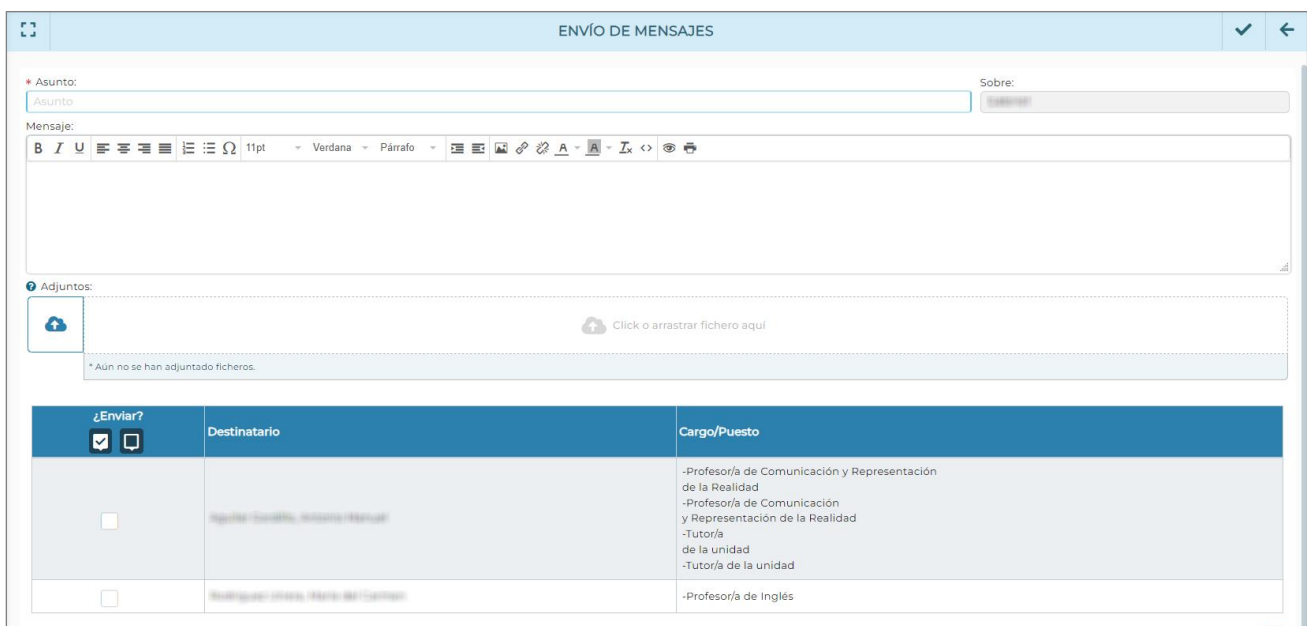 ENVÍO DE MENSAJES
* Asunto:
Sobre:
Asunto
Mensaje:
B I U Ω 11pt Verdana Párrafo A A Tx <>
Adjuntos:
Click o arrastrar fichero aquí
* Aún no se han adjuntado ficheros.
¿Enviar?
Destinatario
Cargo/Puesto
-Profesor/a de Comunicación y Representación
de la Realidad
-Profesor/a de Comunicación
y Representación de la Realidad
-Tutor/a
de la unidad
-Tutor/a de la unidad
-Profesor/a de Inglés